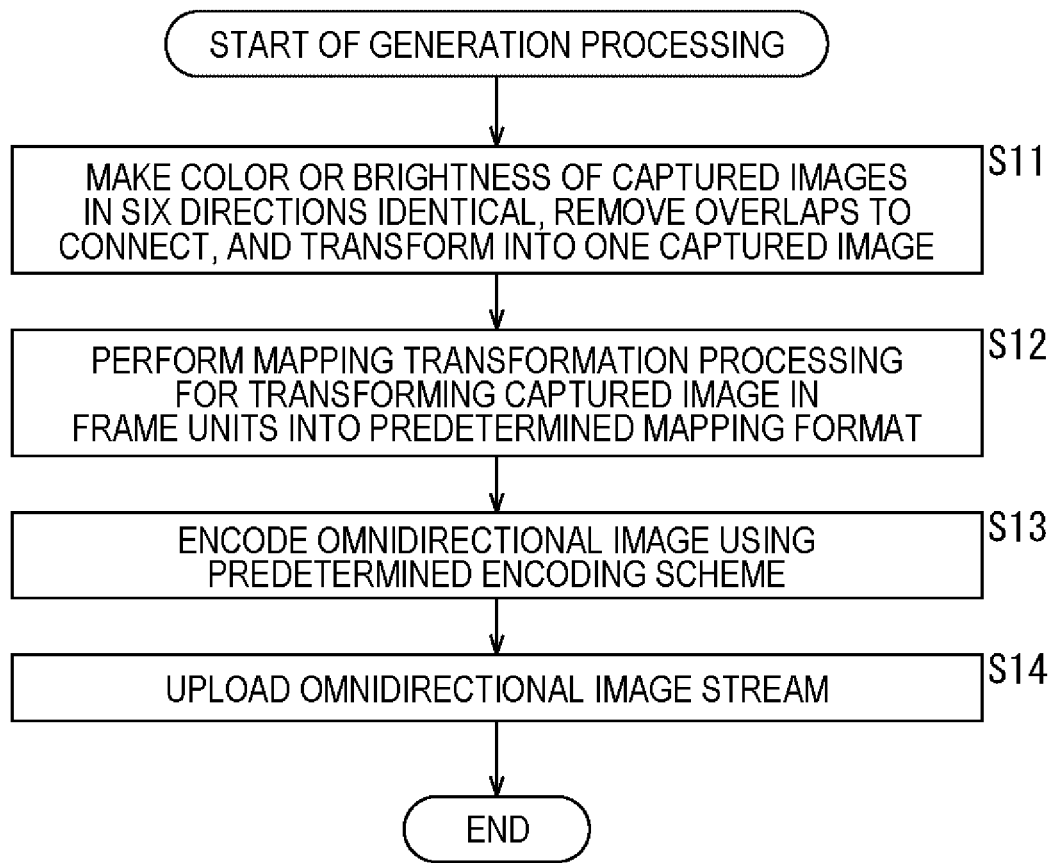 START OF GENERATION PROCESSING
S11
MAKE COLOR OR BRIGHTNESS OF CAPTURED IMAGES
IN SIX DIRECTIONS IDENTICAL, REMOVE OVERLAPS TO
CONNECT, AND TRANSFORM INTO ONE CAPTURED IMAGE
S12
PERFORM MAPPING TRANSFORMATION PROCESSING
FOR TRANSFORMING CAPTURED IMAGE IN
FRAME UNITS INTO PREDETERMINED MAPPING FORMAT
S13
ENCODE OMNIDIRECTIONAL IMAGE USING
PREDETERMINED ENCODING SCHEME
S14
UPLOAD OMNIDIRECTIONAL IMAGE STREAM
END